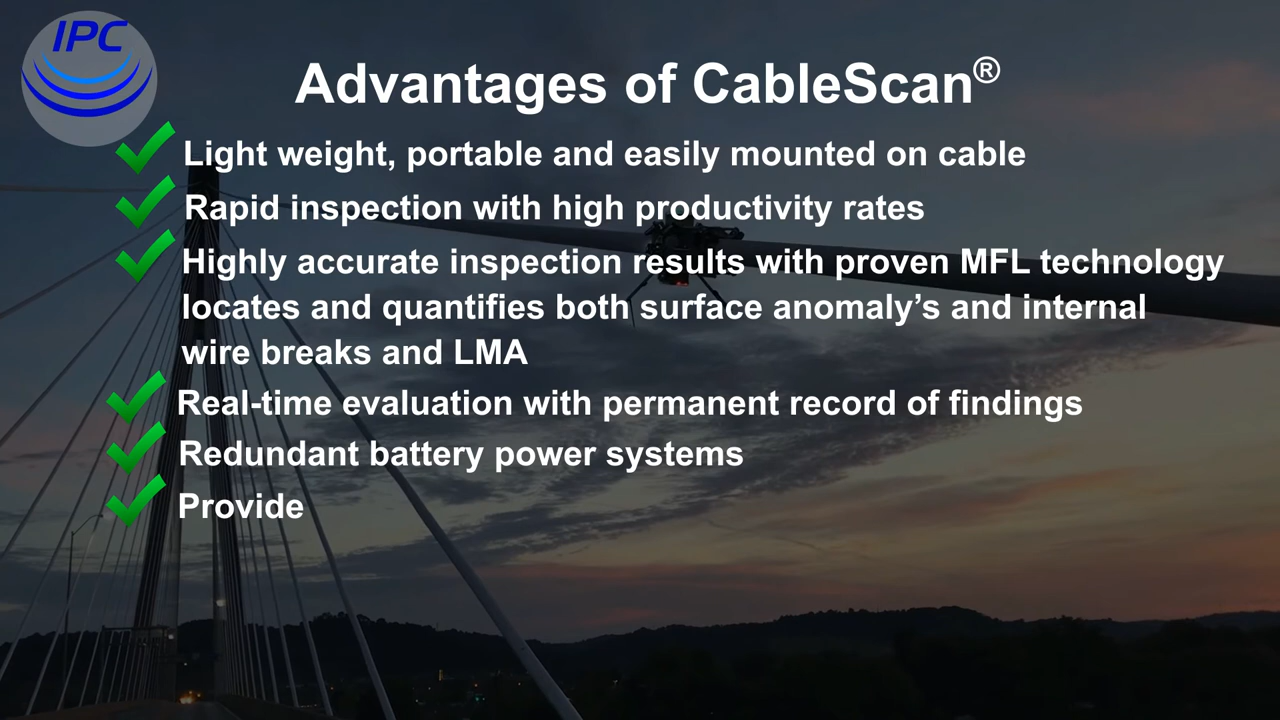 IPC
Advantages of CableScan®
Light weight, portable and easily mounted on cable
Rapid inspection with high productivity rates
Highly accurate inspection results with proven MFL technology
locates and quantifies both surface anomaly’s and internal
wire breaks and LMA
Real-time evaluation with permanent record of findings
Redundant battery power systems
Provide